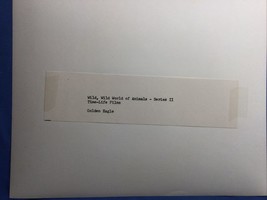 Wild, Wild World of Animals - Series II
Time-Life Films
Golden Eagle